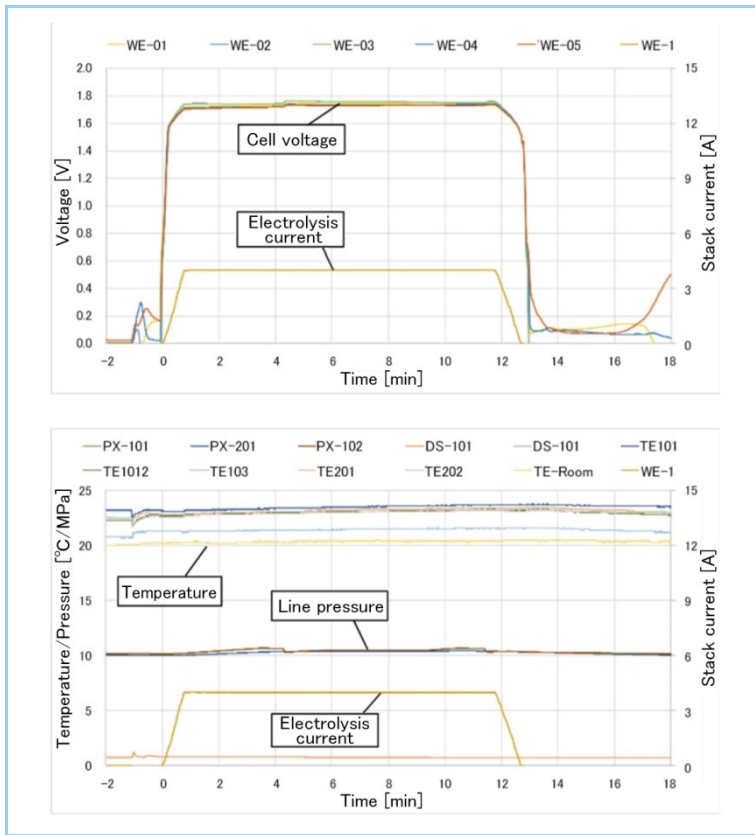 WE-01 WE-02 WE-03 WE-04 WE-05 WE-1
2.0 1.8 1.6 1.4 1.2 1.0 0.8 0.6 0.4 0.2 0.0
Voltage [V]
Cell voltage
Electrolysis
current
15 12 9 6 3 0
Stack current [A]
-2 0 2 4 6 8 10 12 14 16 18
Time [min]
PX-101 PX-201 PX-102 DS-101 DS-101 TE101
TE1012 TE103 TE201 TE202 TE-Room WE-1
25 20 15 10 5 0
Temperature/Pressure [℃/MPa]
Temperature
Line pressure
Electrolysis
current
15 12 9 6 3 0
Stack current [A]
-2 0 2 4 6 8 10 12 14 16 18
Time [min]